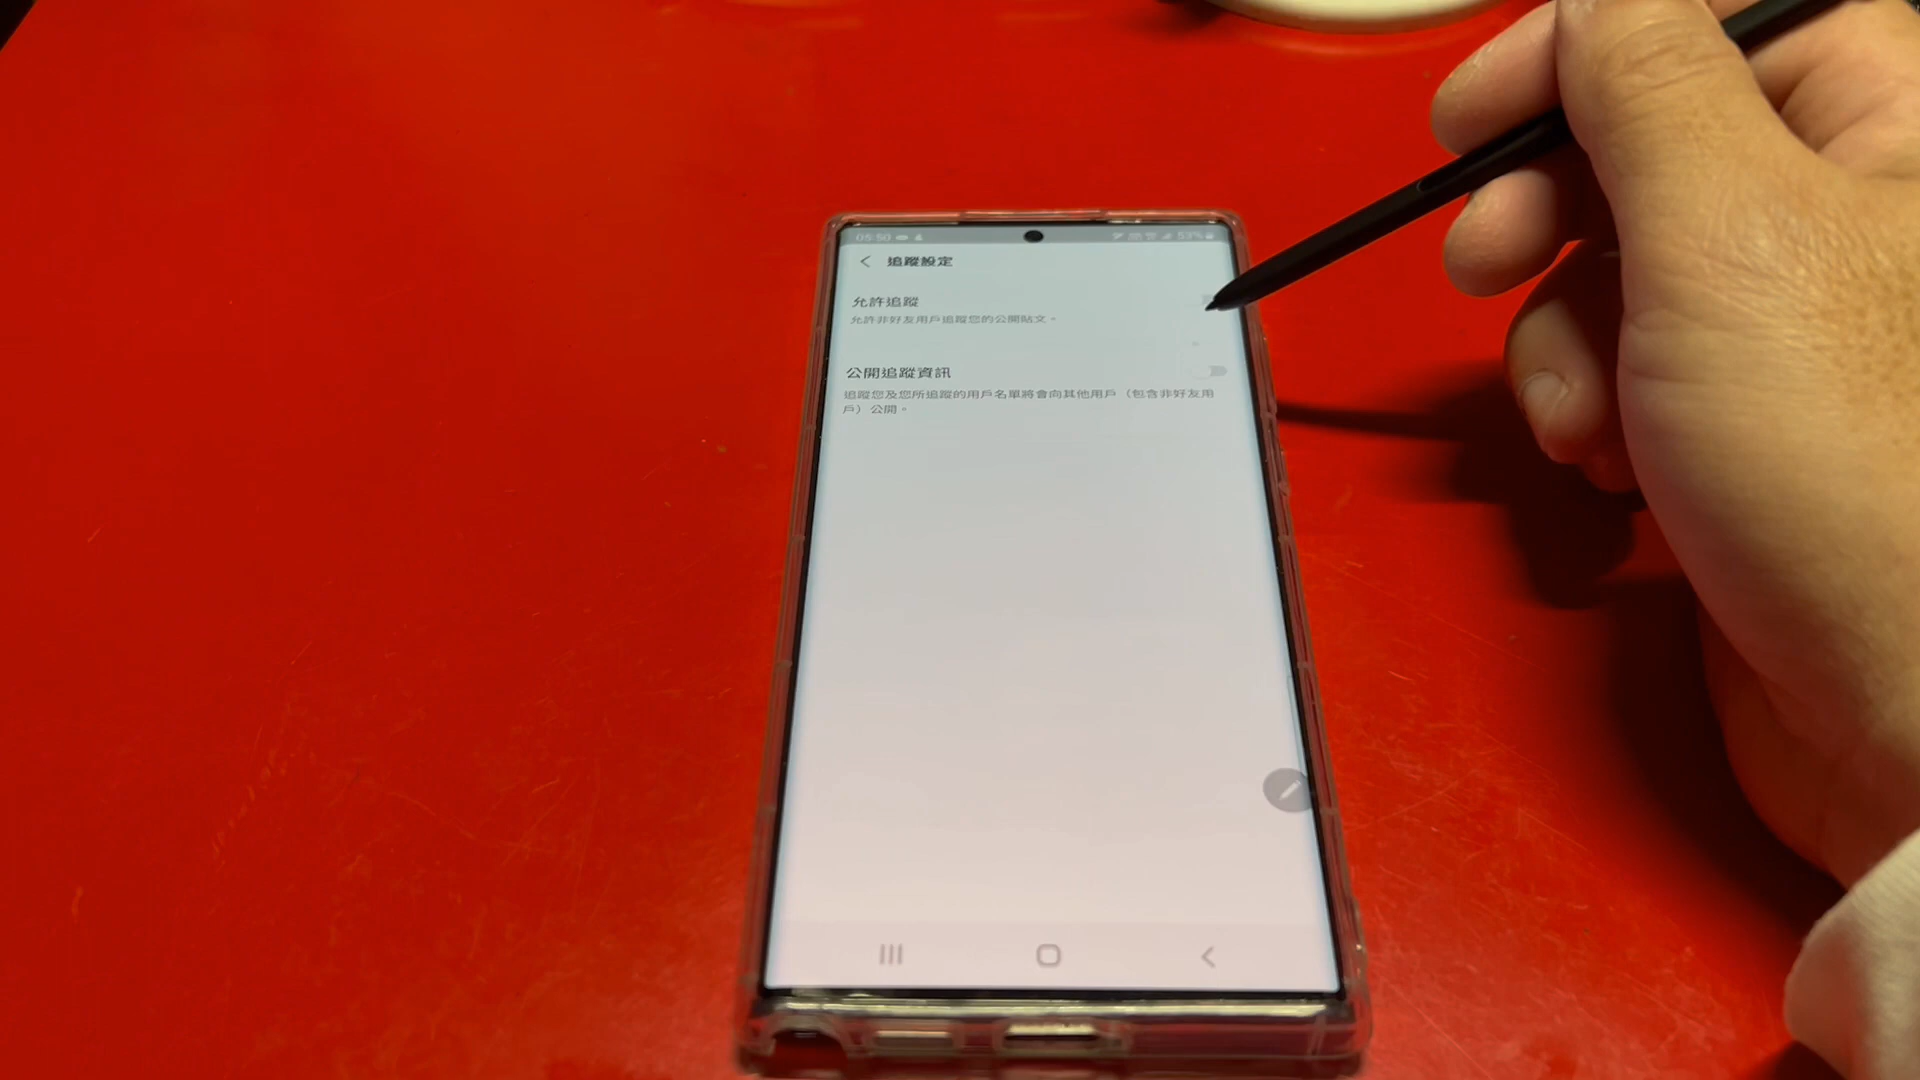 05:50 53%
追蹤設定
允許追蹤
允許非好友用戶追蹤您的公開貼文。
公開追蹤資訊
追蹤您及您所追蹤的用戶名單將會向其他用戶（包含非好友用
戶）公開。